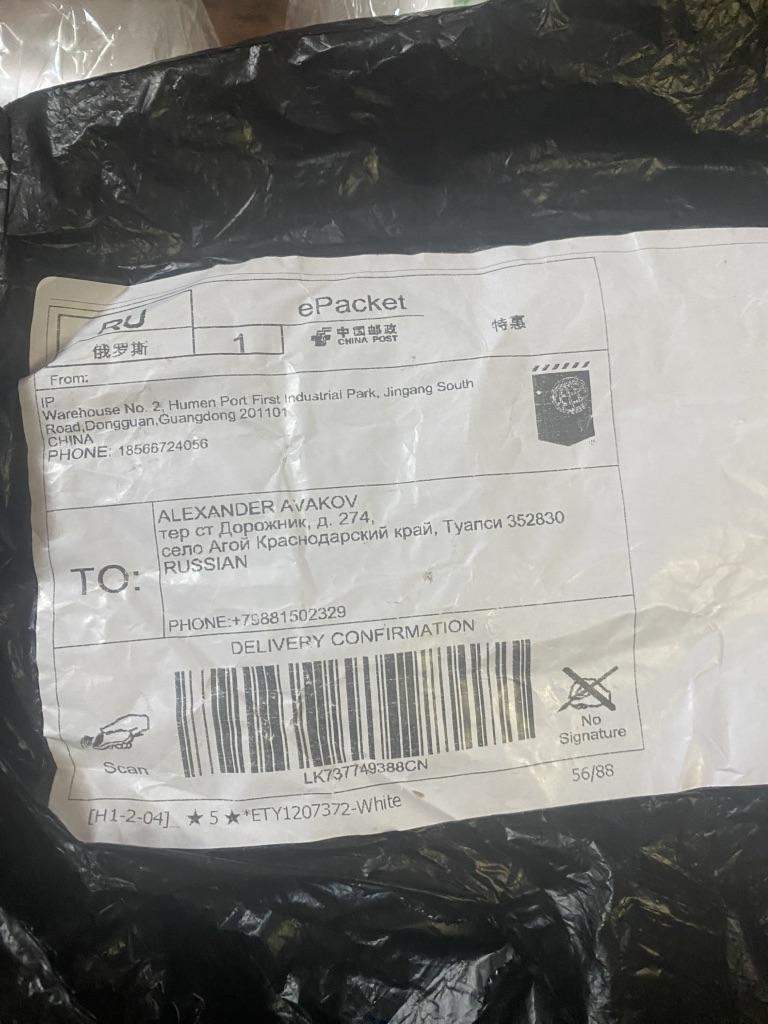 RU
俄罗斯
1
ePacket
中国邮政
CHINA POST
特惠
From:
IP
Warehouse No. 2, Humen Port First Industrial Park, Jingang South
Road,Dongguan,Guangdong 201101
CHINA
PHONE: 18566724056
TO:
ALEXANDER AVAKOV
тер ст Дорожник, д. 274,
село Агой Краснодарский край, Туапси 352830
RUSSIAN
PHONE:+79881502329
DELIVERY CONFIRMATION
Scan
LK737749388CN
No
Signature
56/88
[H1-2-04]_ ★ 5 ★*ETY1207372-White